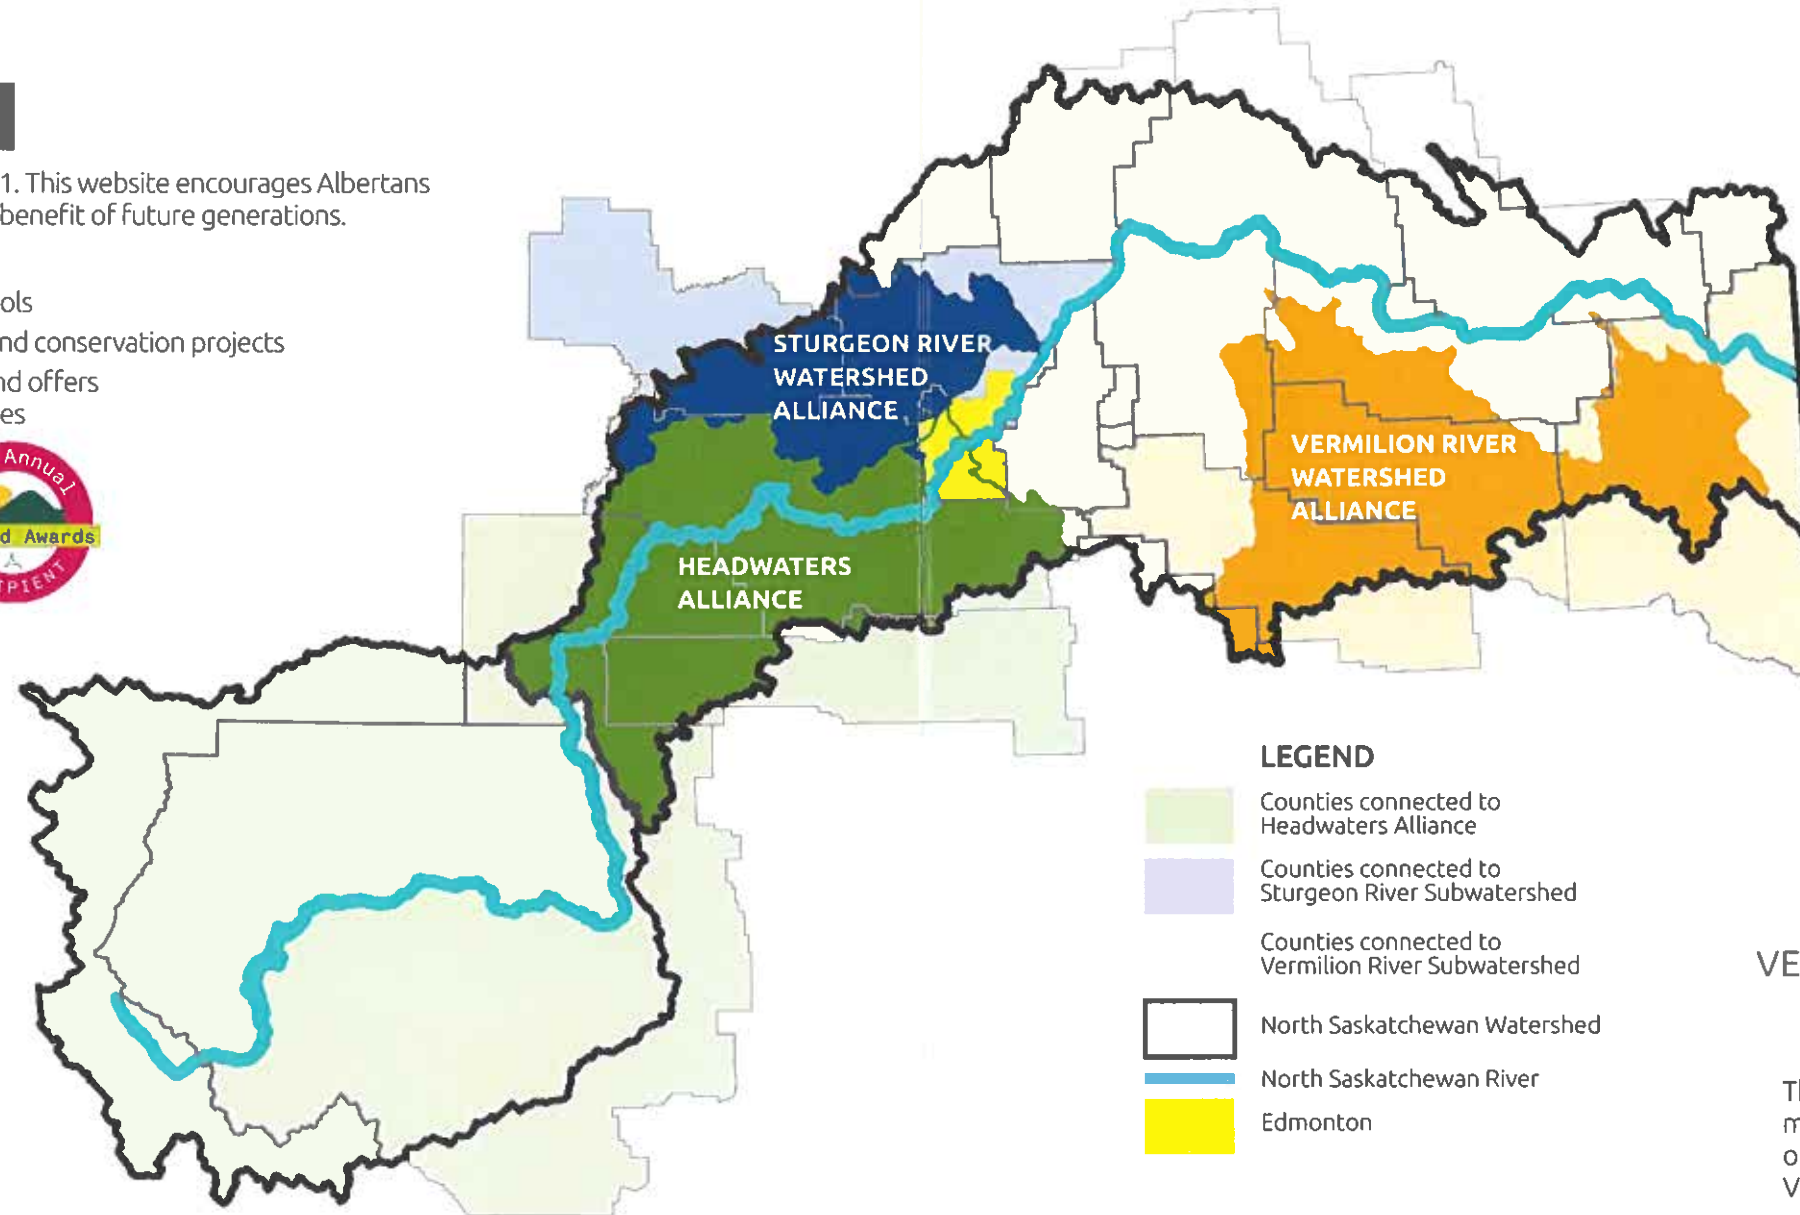 1. This website encourages Albertans
benefit of future generations.
ols
nd conservation projects
nd offers
es
Annual
d Awards
IPIENT
STURGEON RIVER
WATERSHED
ALLIANCE
HEADWATERS
ALLIANCE
VERMILION RIVER
WATERSHED
ALLIANCE
LEGEND
Counties connected to
Headwaters Alliance
Counties connected to
Sturgeon River Subwatershed
Counties connected to
Vermilion River Subwatershed
North Saskatchewan Watershed
North Saskatchewan River
Edmonton
VE
Th
m
o
V